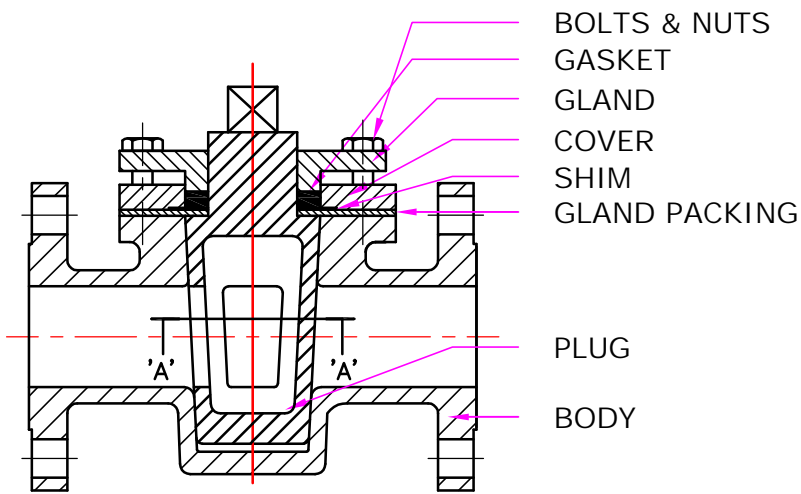 BOLTS & NUTS
GASKET
GLAND
COVER
SHIM
GLAND PACKING
PLUG
'A' 'A'
BODY